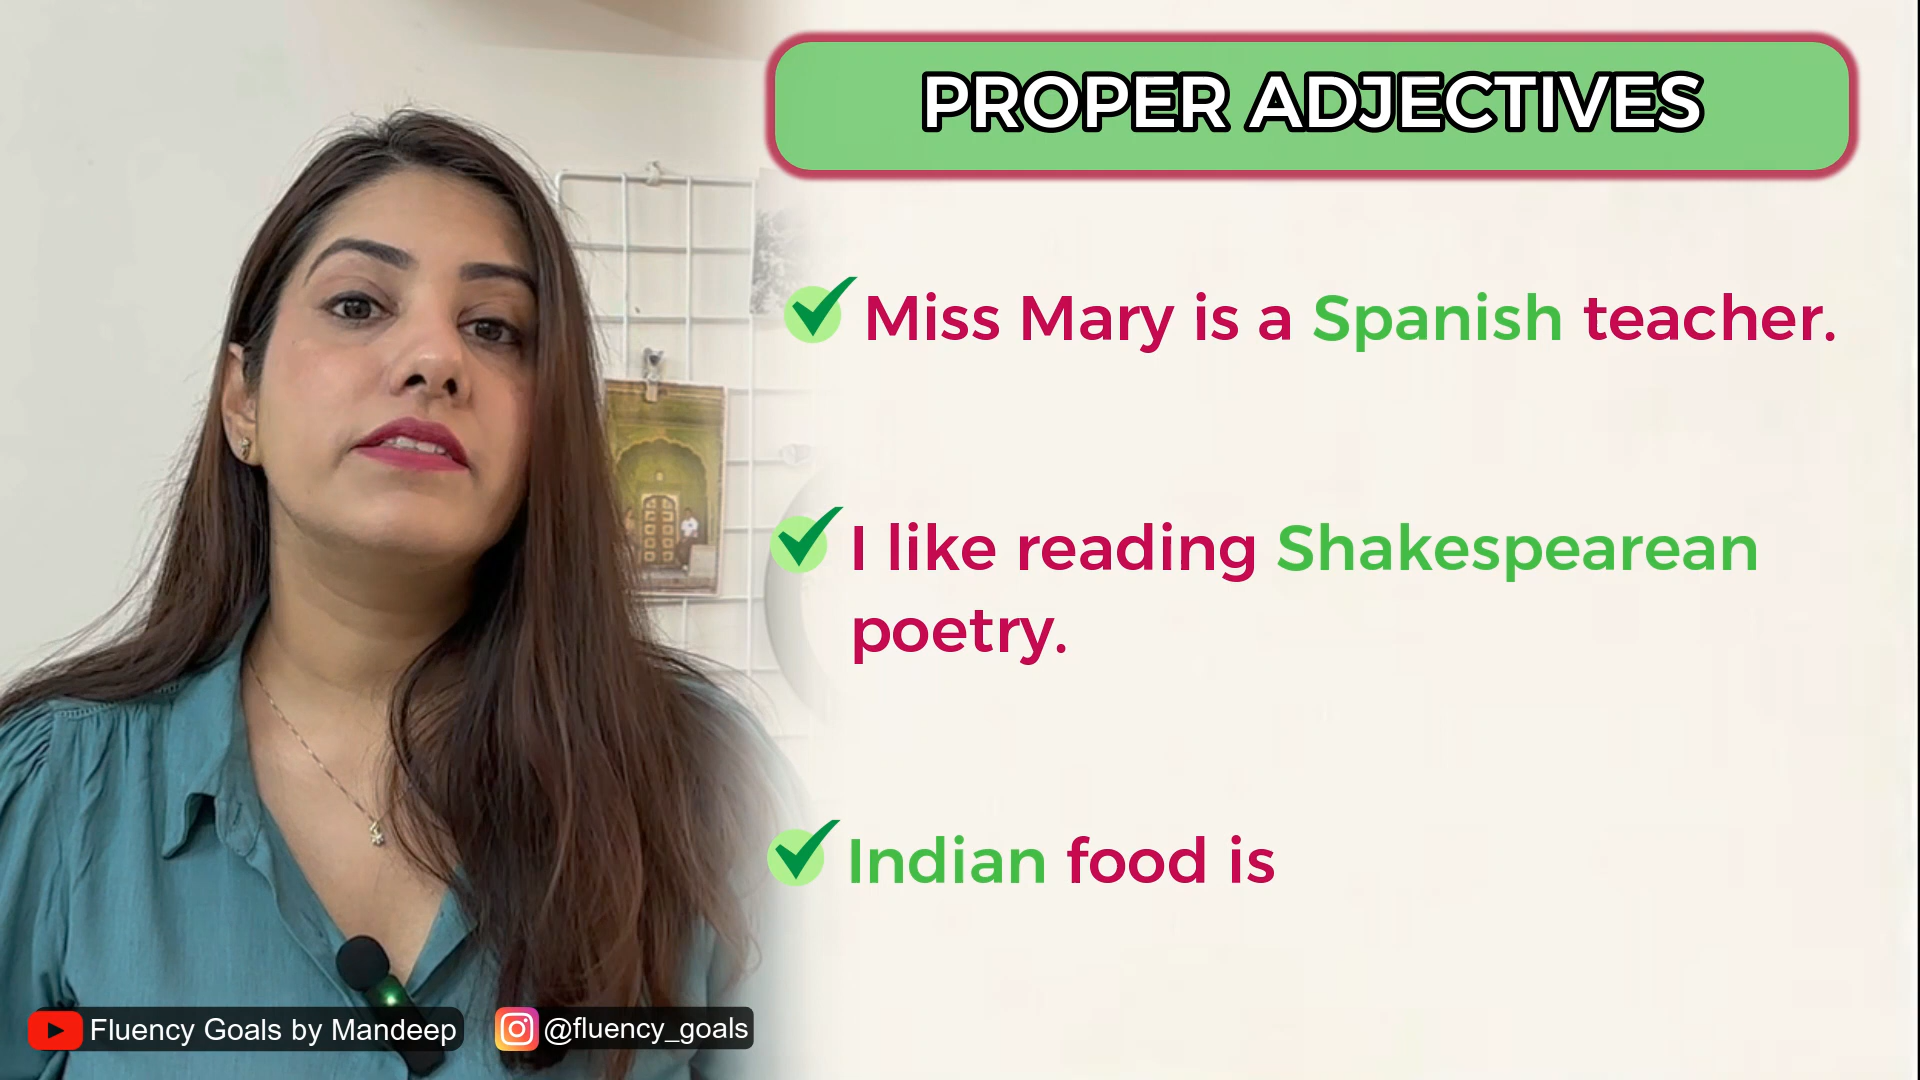 PROPER ADJECTIVES
Miss Mary is a Spanish teacher.
I like reading Shakespearean
poetry.
Indian food is
Fluency Goals by Mandeep
@fluency_goals